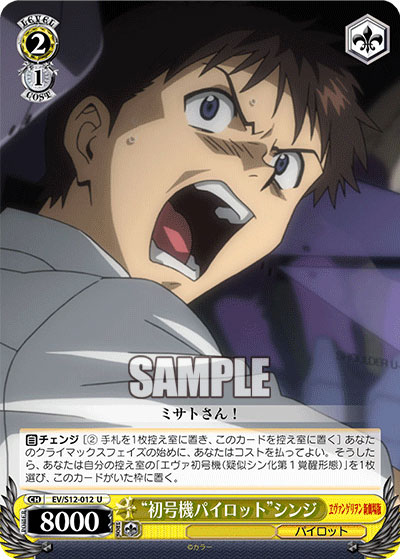 LEVEL
2
1
COST
SHOULDER U
SAMPLE
ミサトさん！
自チェンジ [② 手札を1枚控え室に置き、このカードを控え室に置く] あなた
のクライマックスフェイズの始めに、あなたはコストを払ってよい。そうした
ら、あなたは自分の控え室の「エヴァ初号機(疑似シン化第1覚醒形態)」を1枚
選び、このカードがいた枠に置く。
CH EV/S12-012 U
POWER 8000 SOUL
“初号機パイロット”シンジ
ヱヴァンゲリヲン 新劇場版
パイロット
©カラー